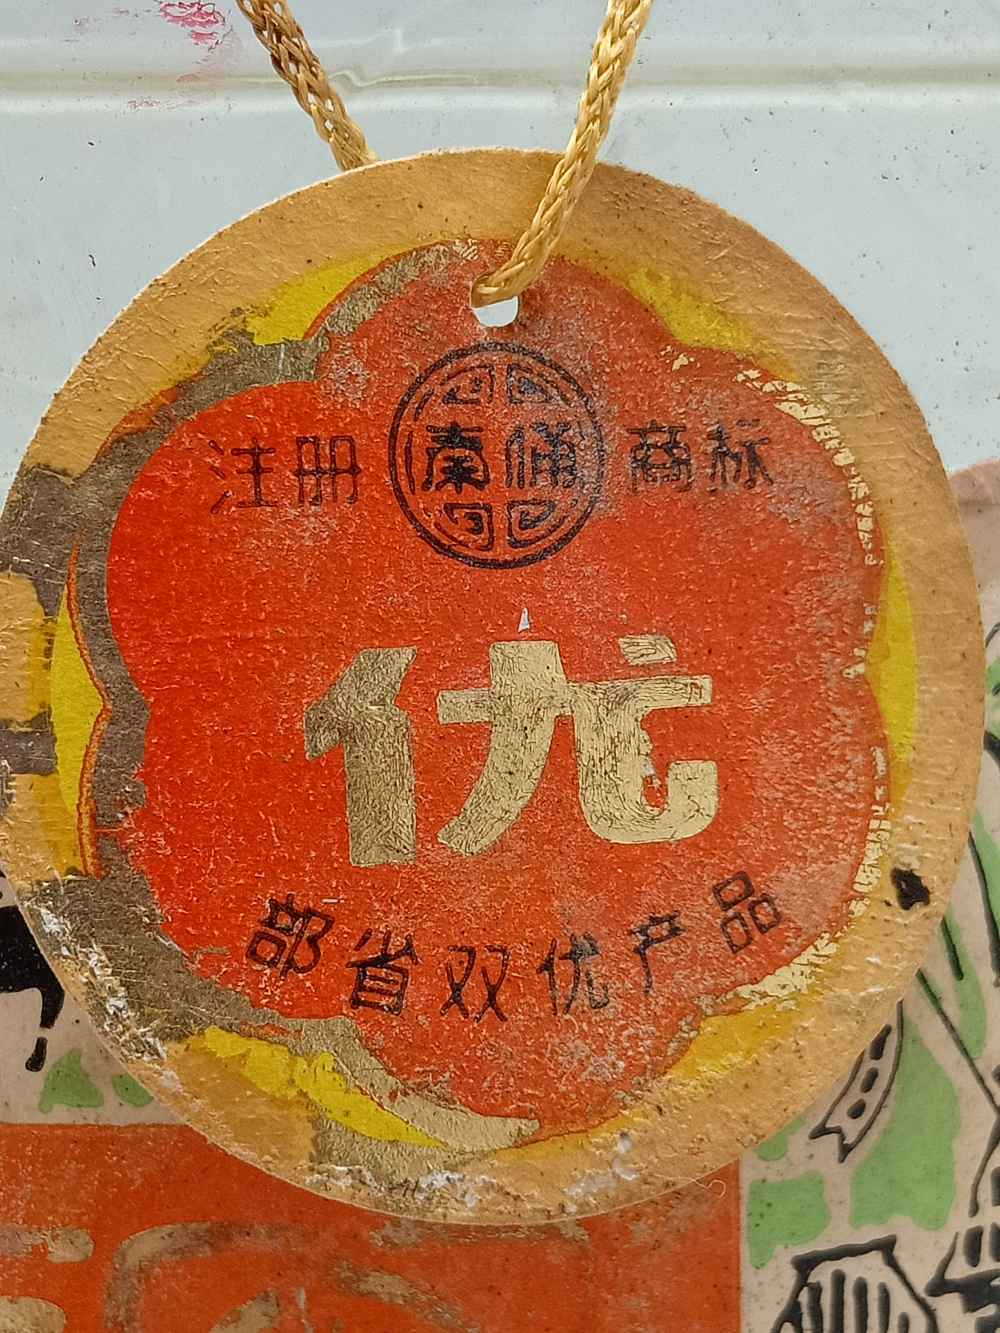 注册 秦俑 商标
优
部省双优产品